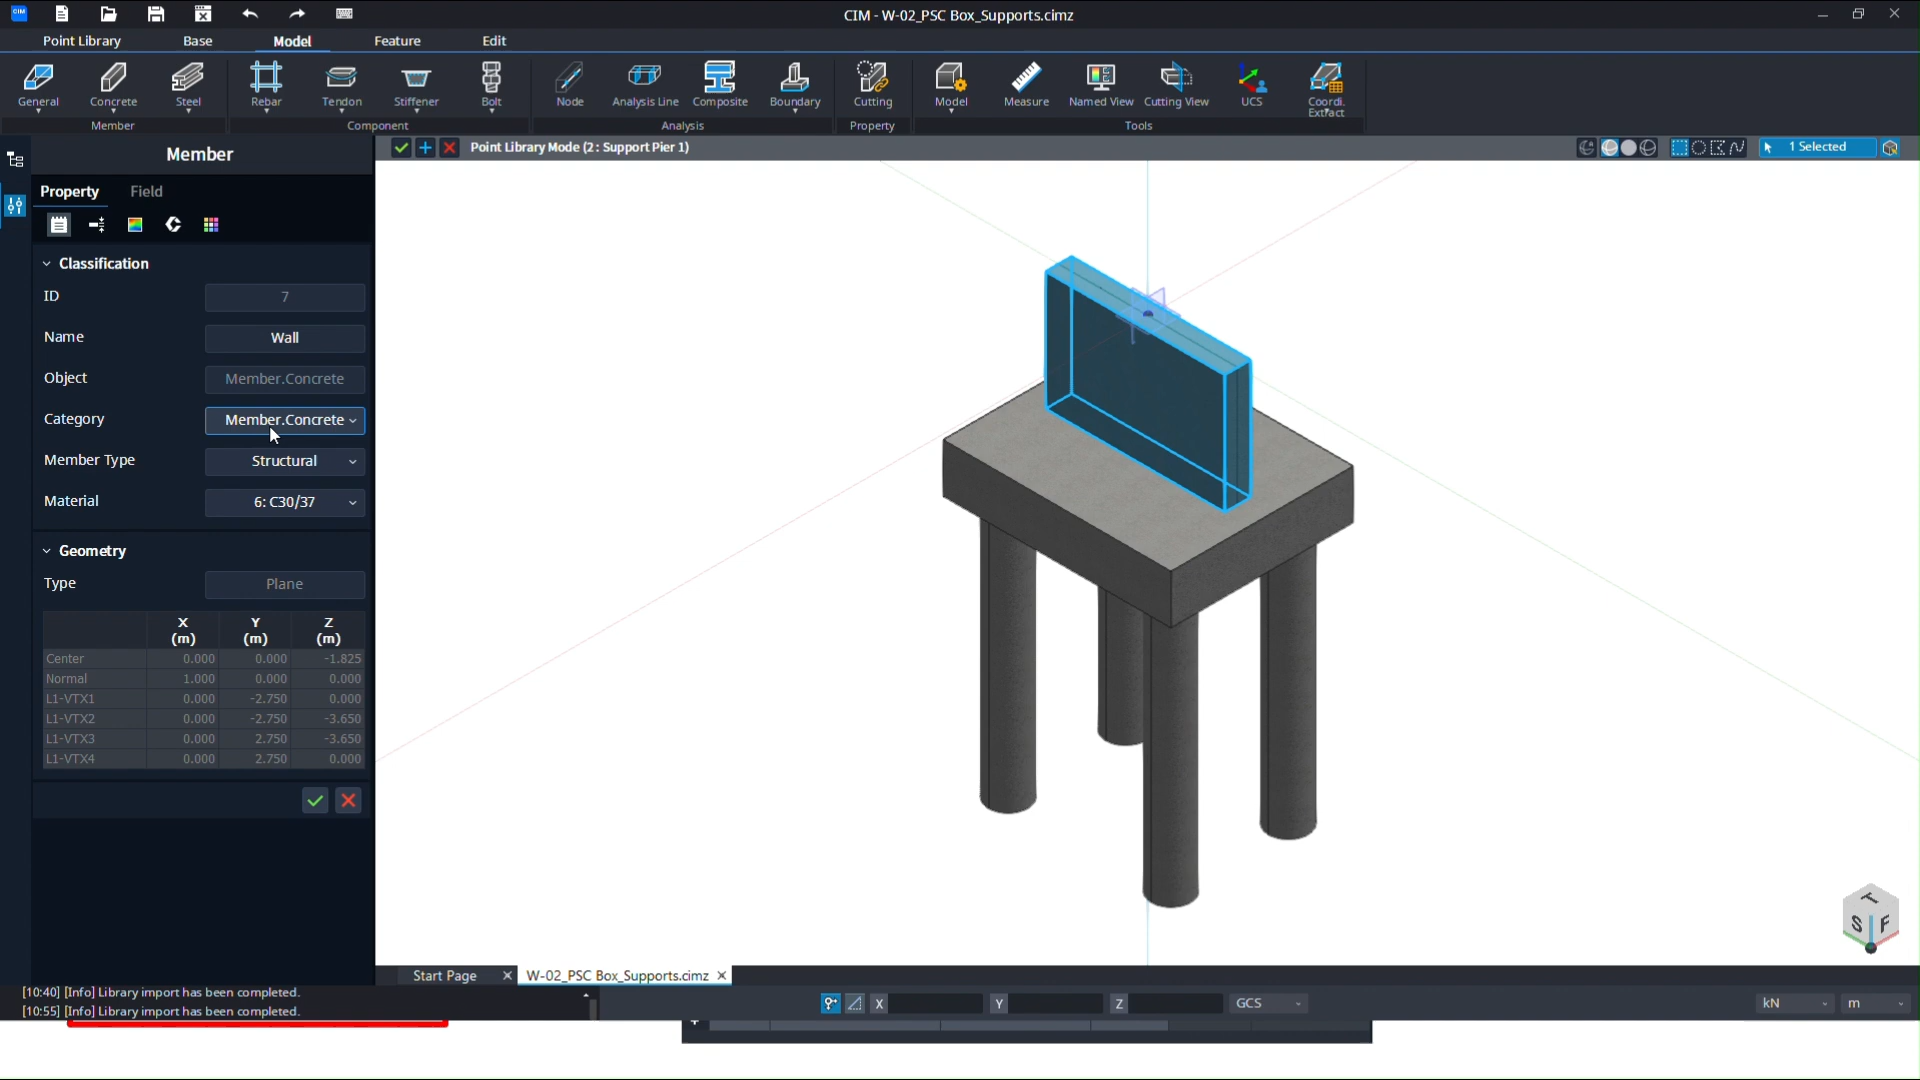 CIM
CIM - W-02_PSC Box_Supports.cimz
Point Library Base Model Feature Edit
General Concrete Steel Rebar Tendon Stiffener Bolt Node Analysis Line Composite Boundary Cutting Model Measure Named View Cutting View UCS Coordi. Extract
Member Component Analysis Property Tools
Member
Point Library Mode (2 : Support Pier 1)
1 Selected
Property Field
Classification
ID 7
Name Wall
Object Member.Concrete
Category Member.Concrete
Member Type Structural
Material 6: C30/37
Geometry
Type Plane
X (m) Y (m) Z (m)
Center 0.000 0.000 -1.825
Normal 1.000 0.000 0.000
L1-VTX1 0.000 -2.750 0.000
L1-VTX2 0.000 -2.750 -3.650
L1-VTX3 0.000 2.750 -3.650
L1-VTX4 0.000 2.750 0.000
T S F
Start Page W-02_PSC Box_Supports.cimz
[10:40] [Info] Library import has been completed.
[10:55] [Info] Library import has been completed.
X Y Z GCS kN m